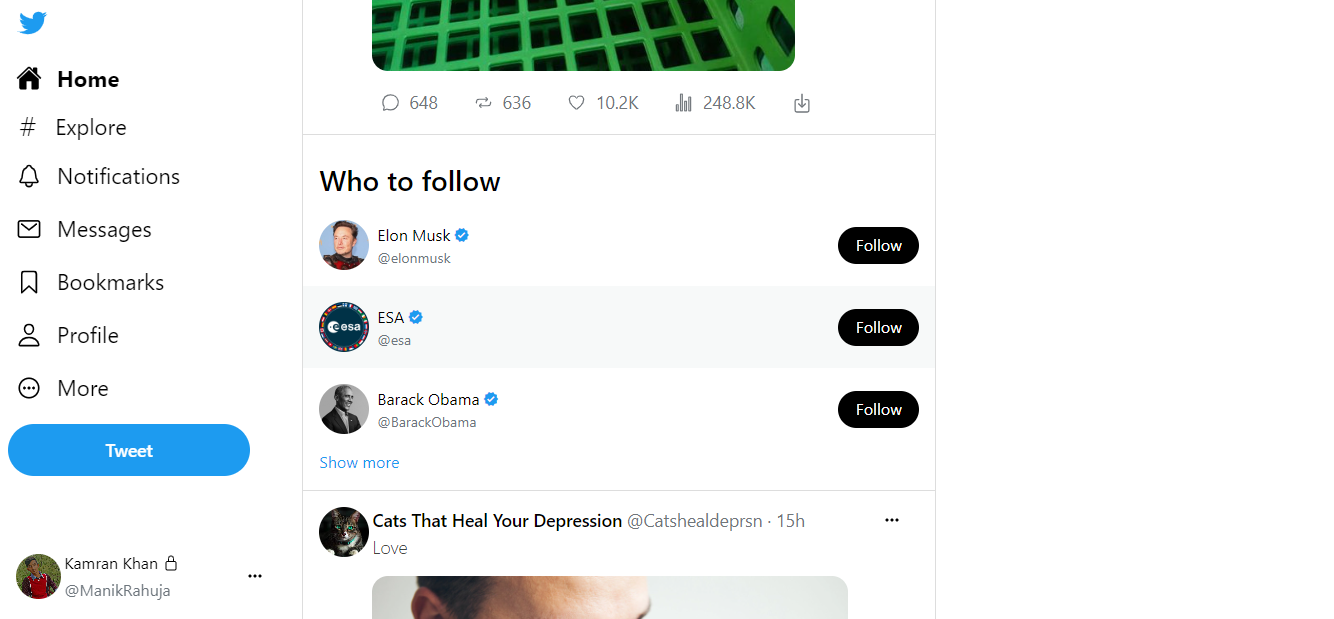 Home
# Explore
Notifications
Messages
Bookmarks
Profile
More
Tweet
Kamran Khan
@ManikRahuja
648 636 10.2K 248.8K
Who to follow
Elon Musk
@elonmusk
Follow
esa
ESA
@esa
Follow
Barack Obama
@BarackObama
Follow
Show more
Cats That Heal Your Depression @Catshealdeprsn · 15h
Love